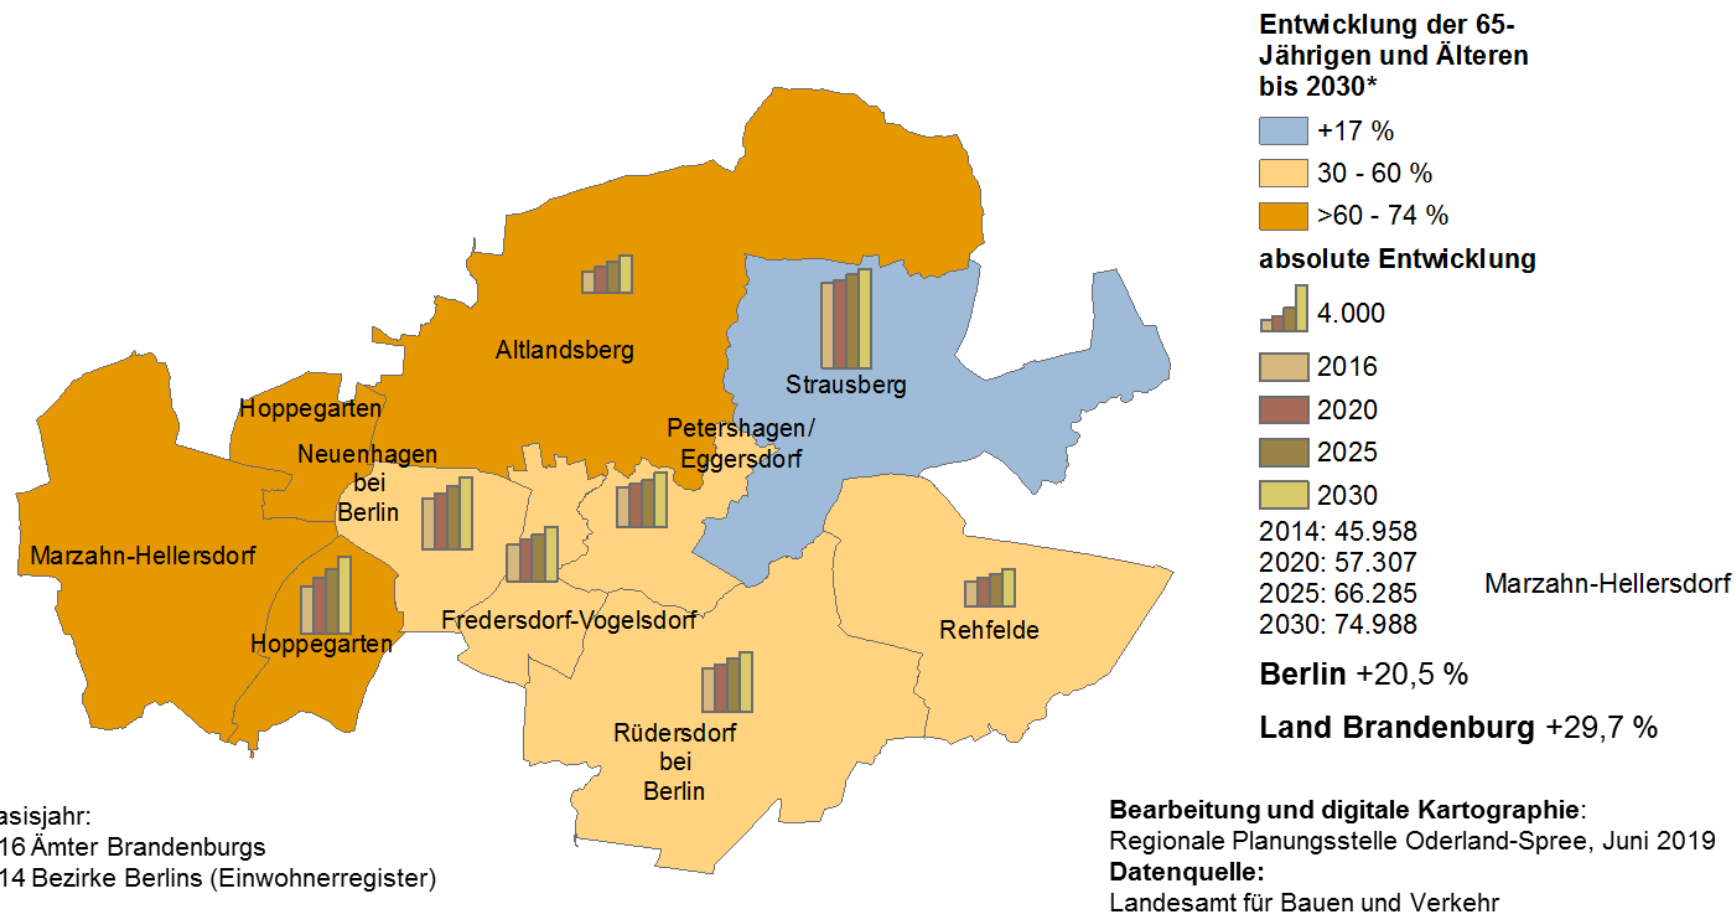 Entwicklung der 65-
Jährigen und Älteren
bis 2030*
+17 %
30 - 60 %
>60 - 74 %
absolute Entwicklung
4.000
2016
2020
2025
2030
2014: 45.958
2020: 57.307
2025: 66.285
2030: 74.988
Marzahn-Hellersdorf
Berlin +20,5 %
Land Brandenburg +29,7 %
Altlandsberg
Strausberg
Hoppegarten
Petershagen/
Eggersdorf
Neuenhagen
bei
Berlin
Marzahn-Hellersdorf
Hoppegarten
Fredersdorf-Vogelsdorf
Rehfelde
Rüdersdorf
bei
Berlin
asisjahr:
16 Ämter Brandenburgs
14 Bezirke Berlins (Einwohnerregister)
Bearbeitung und digitale Kartographie:
Regionale Planungsstelle Oderland-Spree, Juni 2019
Datenquelle:
Landesamt für Bauen und Verkehr